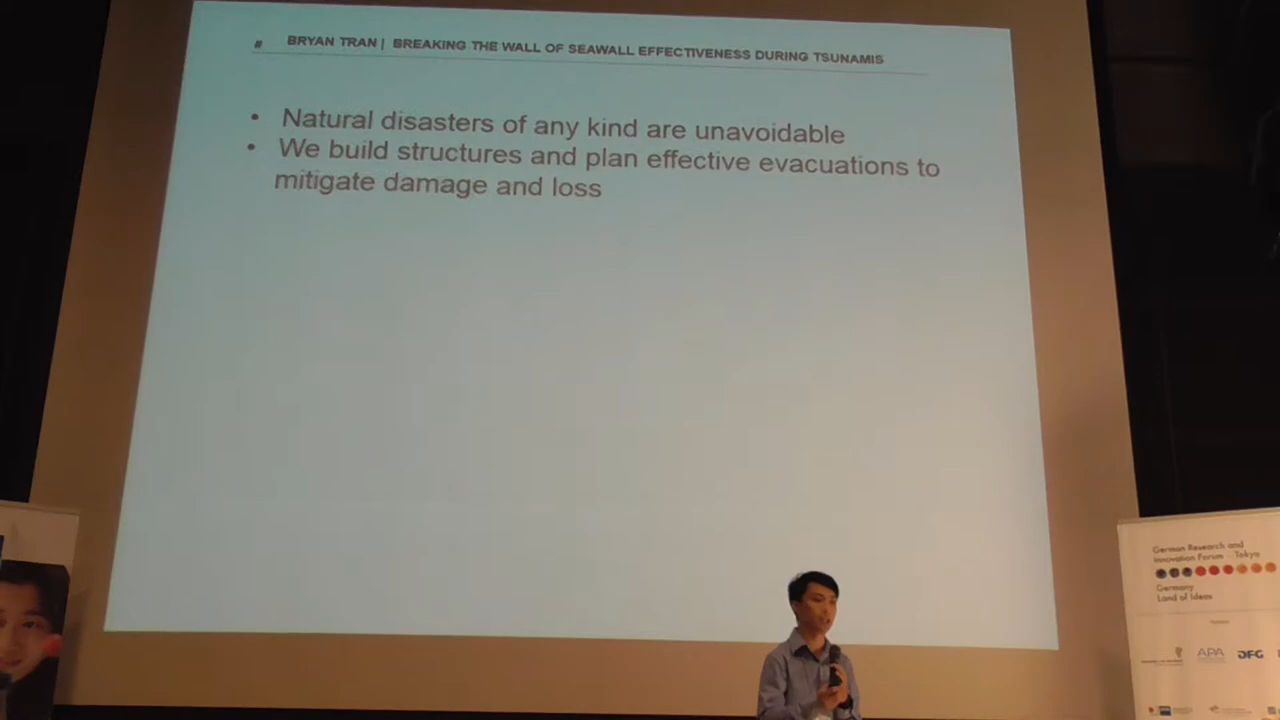 # BRYAN TRAN | BREAKING THE WALL OF SEAWALL EFFECTIVENESS DURING TSUNAMIS
• Natural disasters of any kind are unavoidable
• We build structures and plan effective evacuations to
mitigate damage and loss
German Research and
Innovation Forum Tokyo
Germany
Land of Ideas
APA
DFG